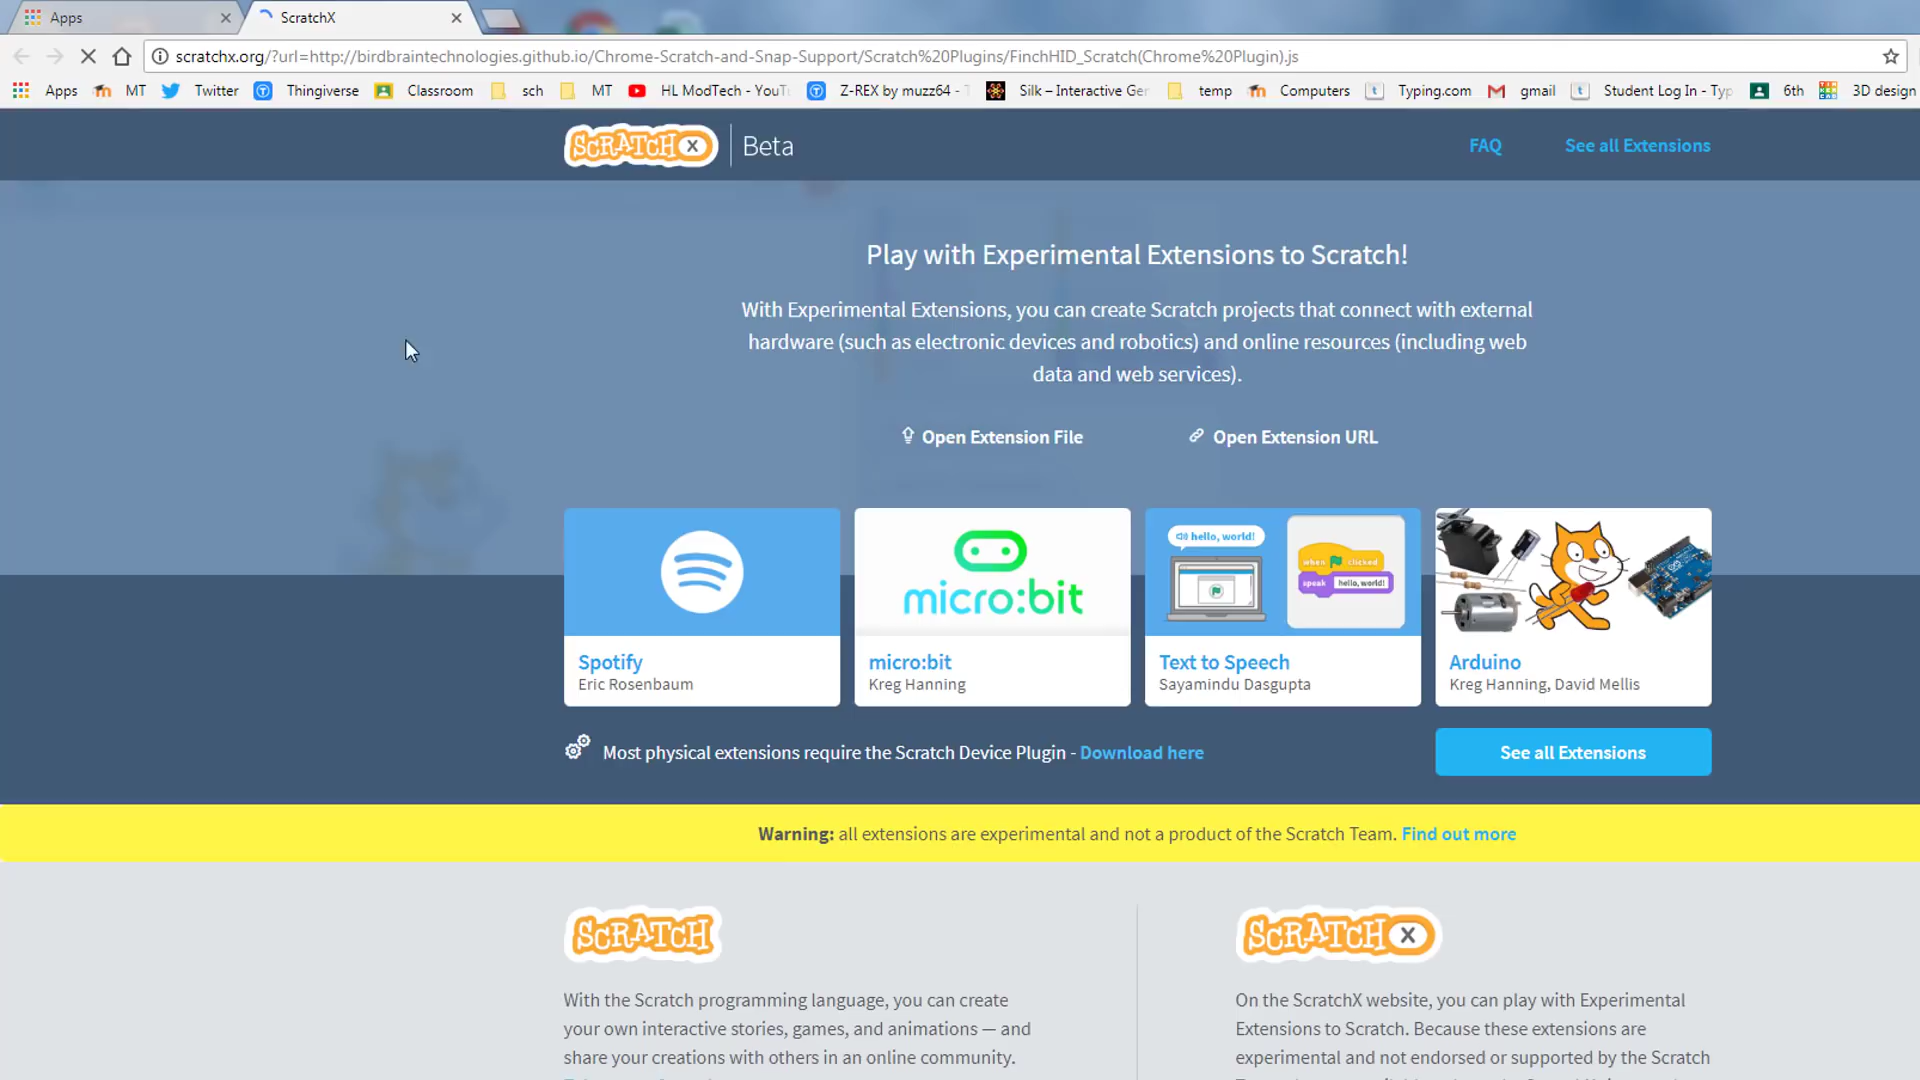 Apps
ScratchX
scratchx.org/?url=http://birdbraintechnologies.github.io/Chrome-Scratch-and-Snap-Support/Scratch%20Plugins/FinchHID_Scratch(Chrome%20Plugin).js
Apps MT Twitter Thingiverse Classroom sch MT HL ModTech - YouTu Z-REX by muzz64 - T Silk – Interactive Ger temp Computers Typing.com gmail Student Log In - Typ 6th 3D design
SCRATCH X Beta FAQ See all Extensions
Play with Experimental Extensions to Scratch!
With Experimental Extensions, you can create Scratch projects that connect with external
hardware (such as electronic devices and robotics) and online resources (including web
data and web services).
Open Extension File Open Extension URL
hello, world!
when clicked
speak hello, world!
micro:bit
Spotify
Eric Rosenbaum
micro:bit
Kreg Hanning
Text to Speech
Sayamindu Dasgupta
Arduino
Kreg Hanning, David Mellis
Most physical extensions require the Scratch Device Plugin - Download here
See all Extensions
Warning: all extensions are experimental and not a product of the Scratch Team. Find out more
SCRATCH
With the Scratch programming language, you can create
your own interactive stories, games, and animations — and
share your creations with others in an online community.
SCRATCH X
On the ScratchX website, you can play with Experimental
Extensions to Scratch. Because these extensions are
experimental and not endorsed or supported by the Scratch